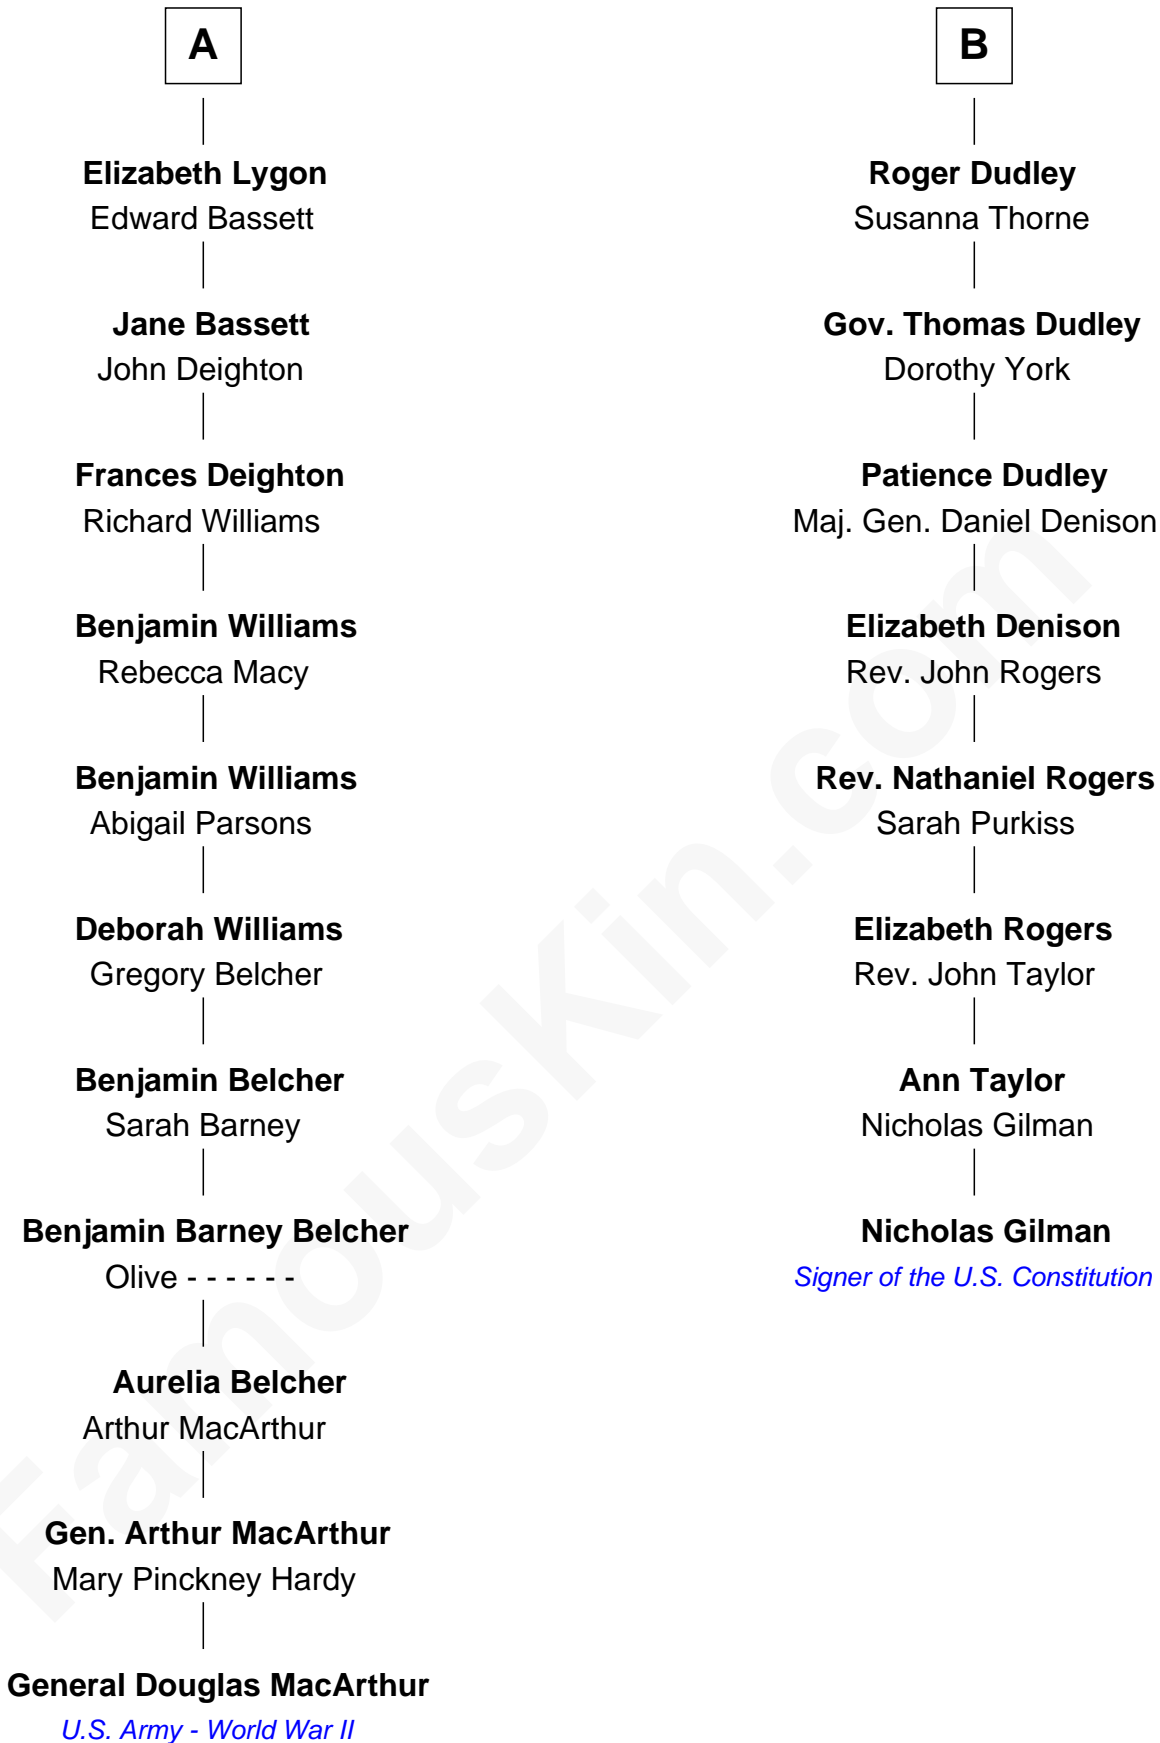 A
Elizabeth Lygon
Edward Bassett
Jane Bassett
John Deighton
Frances Deighton
Richard Williams
Benjamin Williams
Rebecca Macy
Benjamin Williams
Abigail Parsons
Deborah Williams
Gregory Belcher
Benjamin Belcher
Sarah Barney
Benjamin Barney Belcher
Olive - - - - - -
Aurelia Belcher
Arthur MacArthur
Gen. Arthur MacArthur
Mary Pinckney Hardy
General Douglas MacArthur
U.S. Army - World War II
B
Roger Dudley
Susanna Thorne
Gov. Thomas Dudley
Dorothy York
Patience Dudley
Maj. Gen. Daniel Denison
Elizabeth Denison
Rev. John Rogers
Rev. Nathaniel Rogers
Sarah Purkiss
Elizabeth Rogers
Rev. John Taylor
Ann Taylor
Nicholas Gilman
Nicholas Gilman
Signer of the U.S. Constitution
FamousKin.com